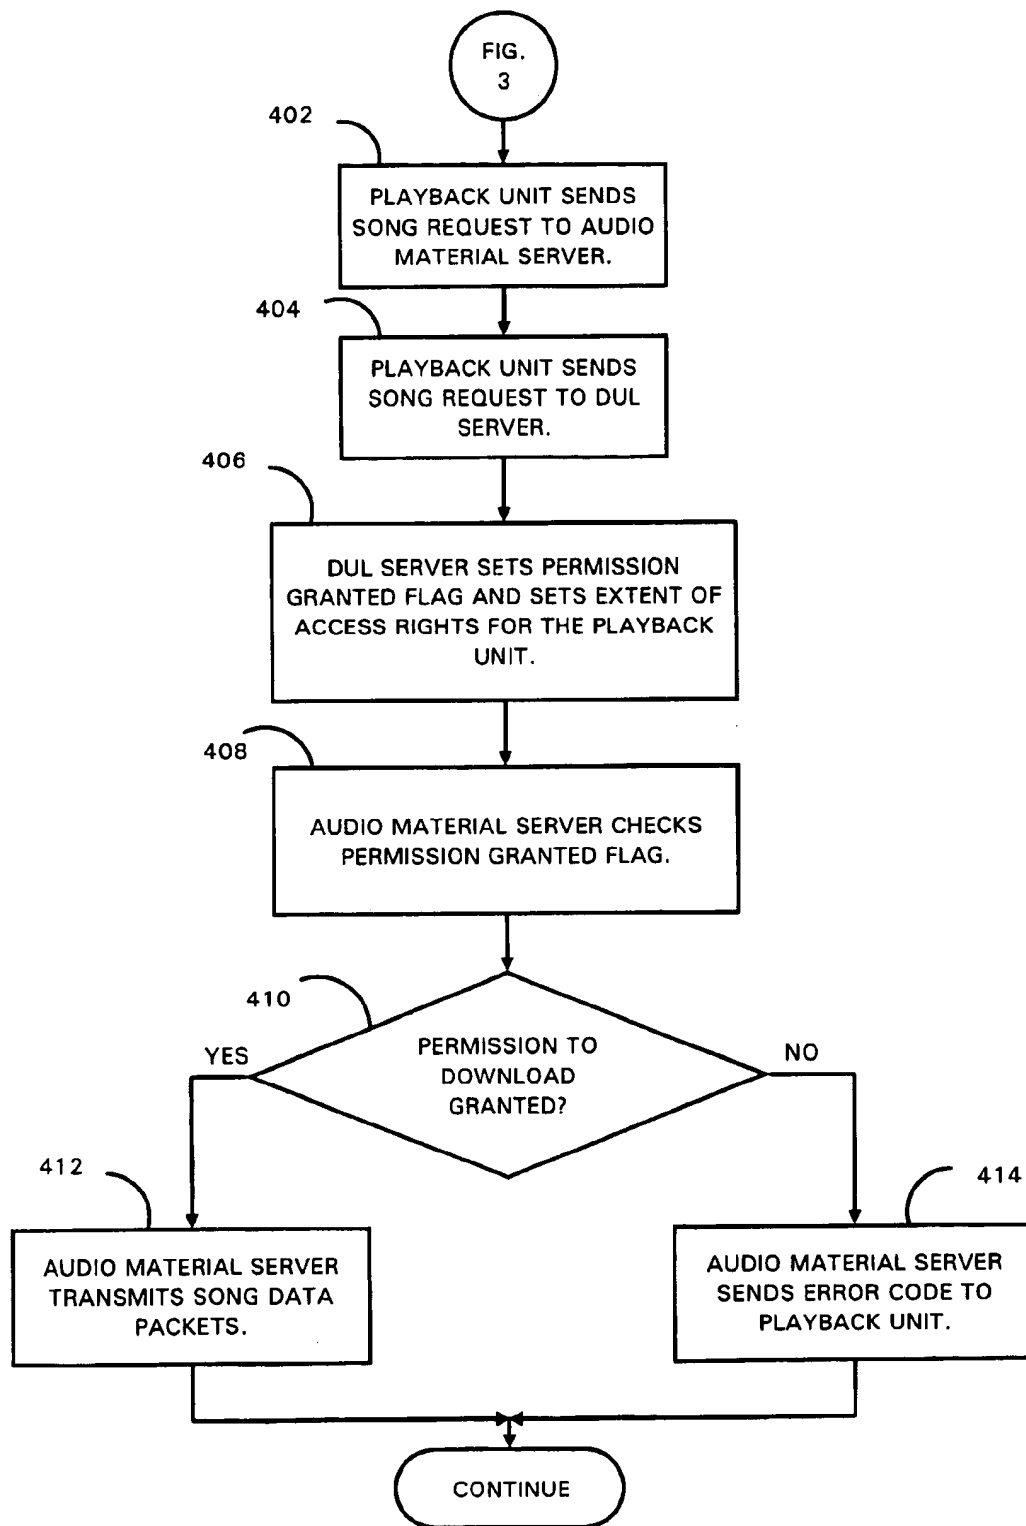 FIG.
3
402
PLAYBACK UNIT SENDS
SONG REQUEST TO AUDIO
MATERIAL SERVER.
404
PLAYBACK UNIT SENDS
SONG REQUEST TO DUL
SERVER.
406
DUL SERVER SETS PERMISSION
GRANTED FLAG AND SETS EXTENT OF
ACCESS RIGHTS FOR THE PLAYBACK
UNIT.
408
AUDIO MATERIAL SERVER CHECKS
PERMISSION GRANTED FLAG.
410
PERMISSION TO
DOWNLOAD
GRANTED?
YES
NO
412
AUDIO MATERIAL SERVER
TRANSMITS SONG DATA
PACKETS.
414
AUDIO MATERIAL SERVER
SENDS ERROR CODE TO
PLAYBACK UNIT.
CONTINUE